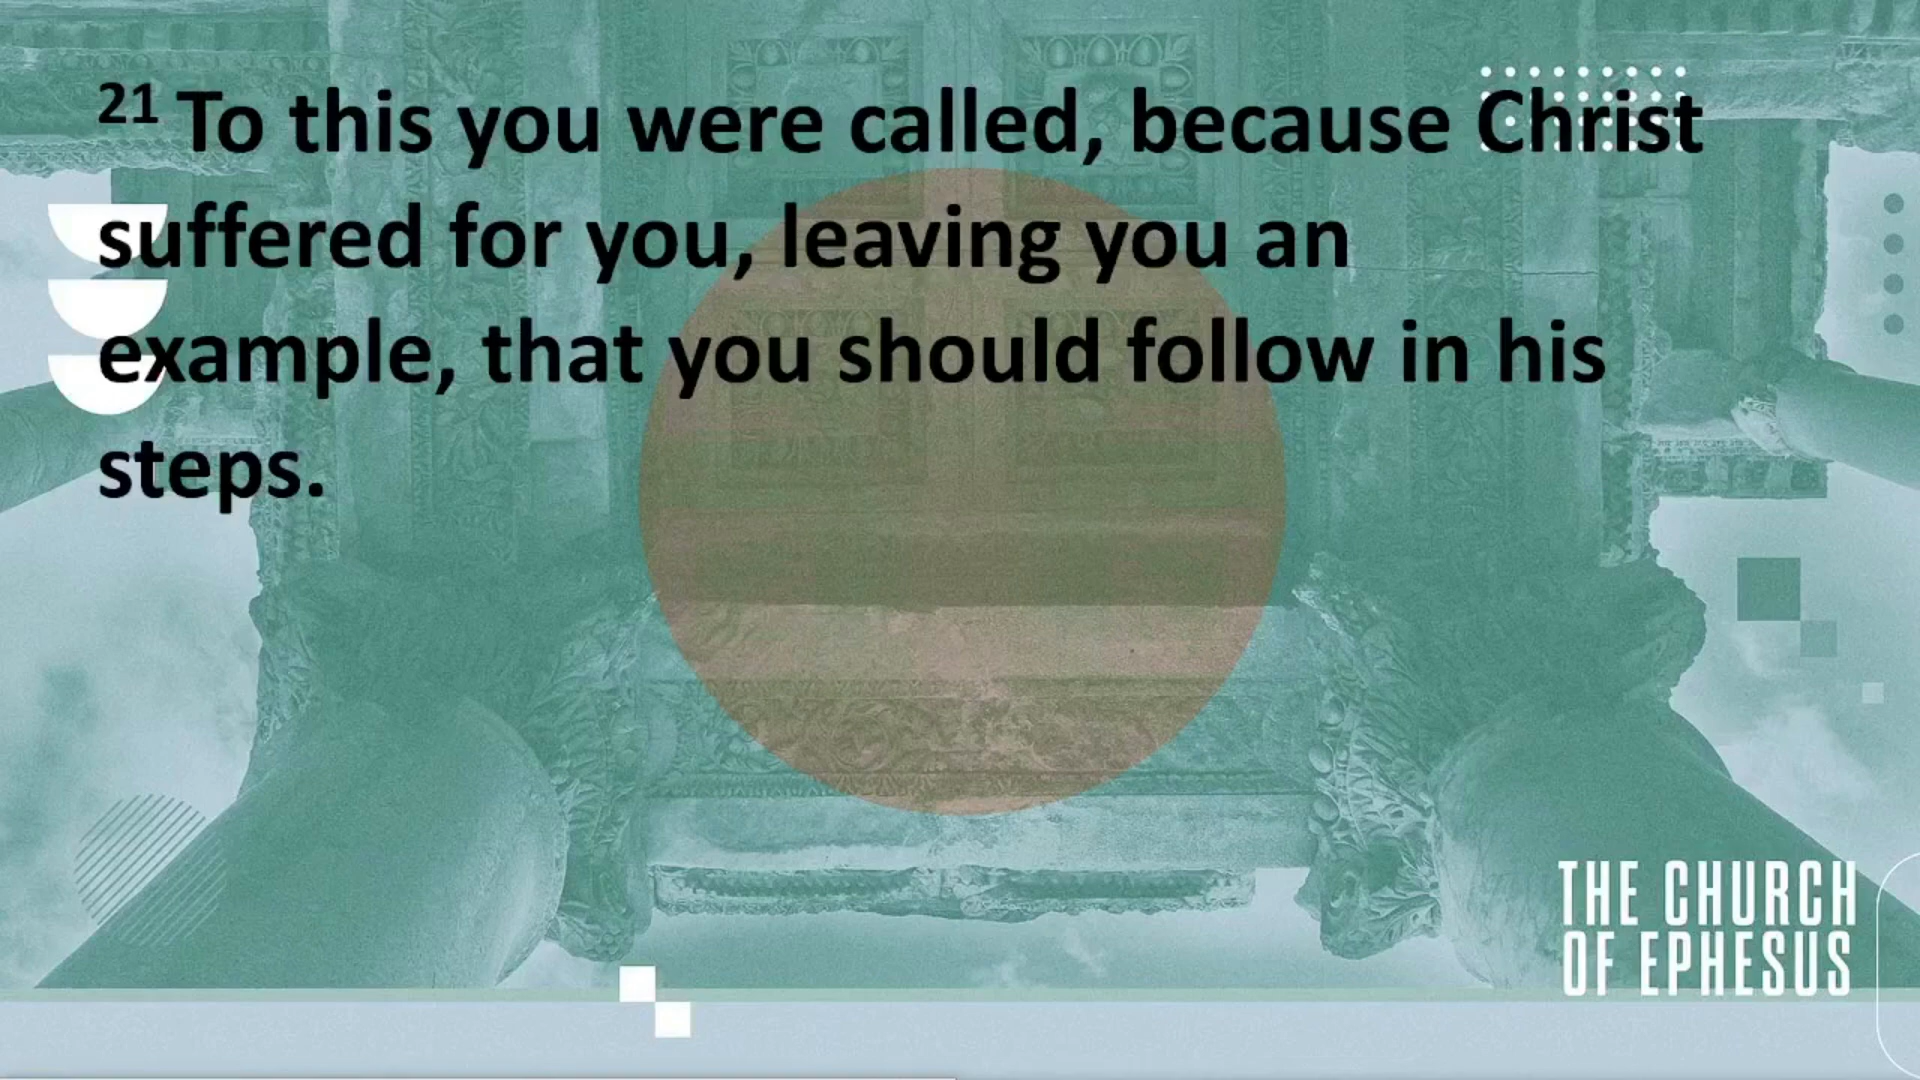 21 To this you were called, because Christ
suffered for you, leaving you an
example, that you should follow in his
steps.
THE CHURCH
OF EPHESUS